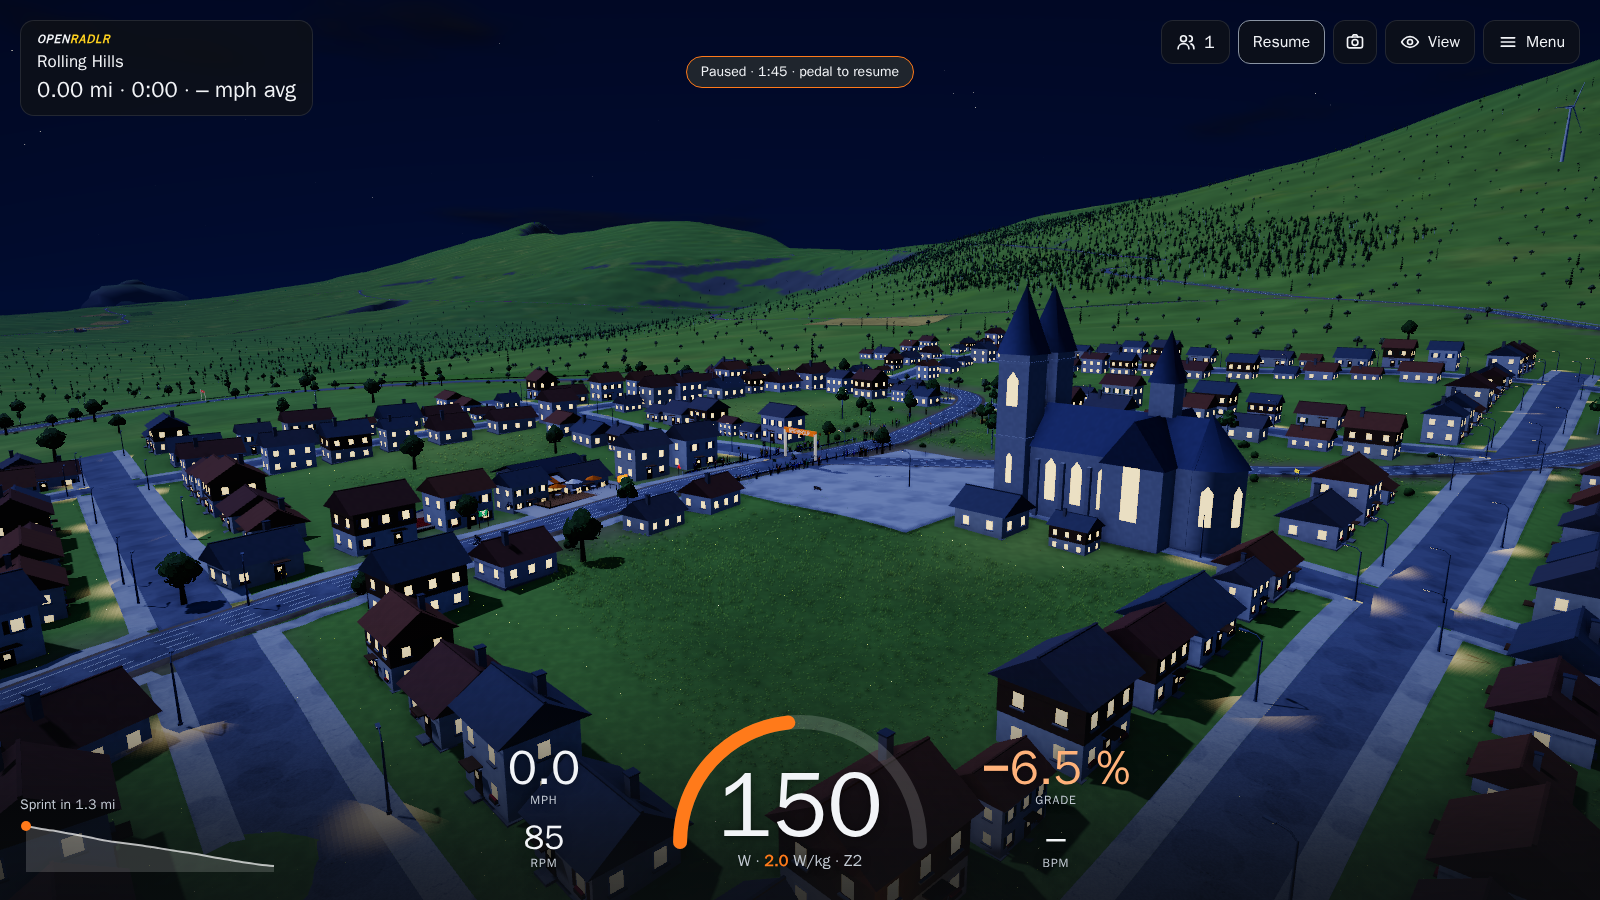 OPENRADLR
Rolling Hills
0.00 mi · 0:00 · – mph avg
Paused · 1:45 · pedal to resume
1
Resume
View
Menu
Sprint in 1.3 mi
0.0
MPH
85
RPM
150
W · 2.0 W/kg · Z2
–6.5 %
GRADE
–
BPM